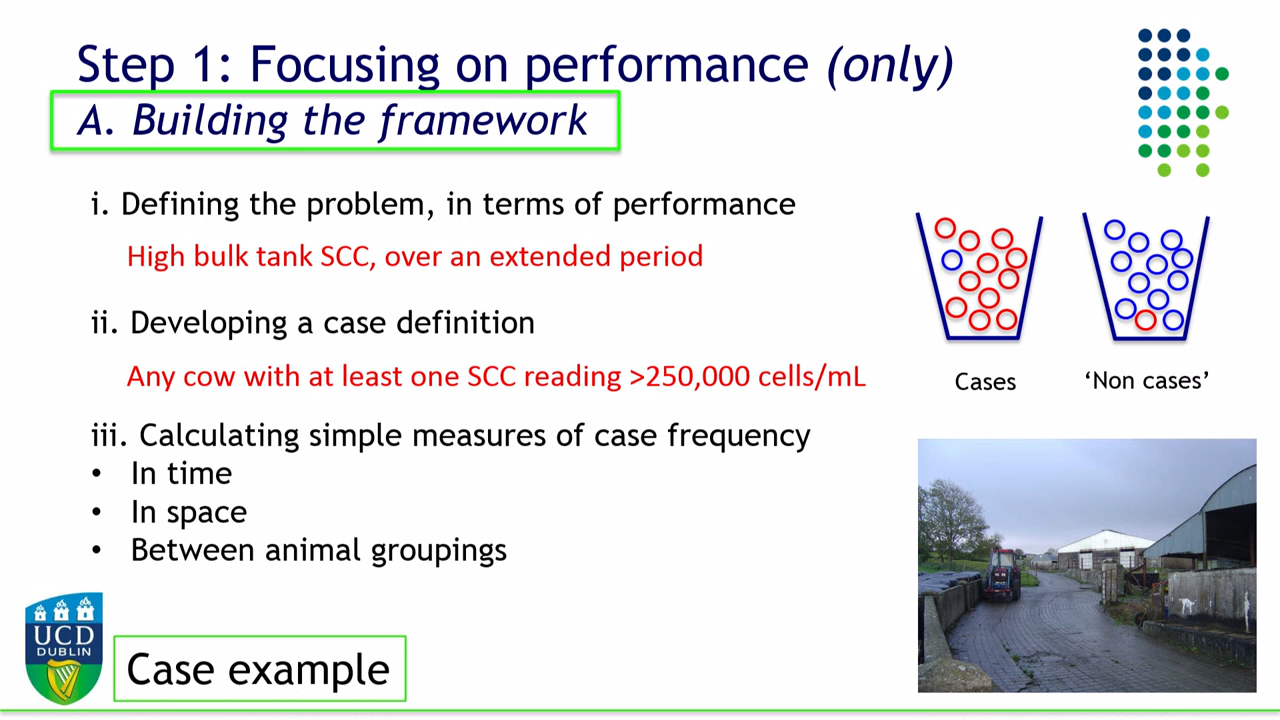 Step 1: Focusing on performance (only)
A. Building the framework
i. Defining the problem, in terms of performance
High bulk tank SCC, over an extended period
ii. Developing a case definition
Any cow with at least one SCC reading >250,000 cells/mL
iii. Calculating simple measures of case frequency
• In time
• In space
• Between animal groupings
Cases
‘Non cases’
UCD
DUBLIN
Case example